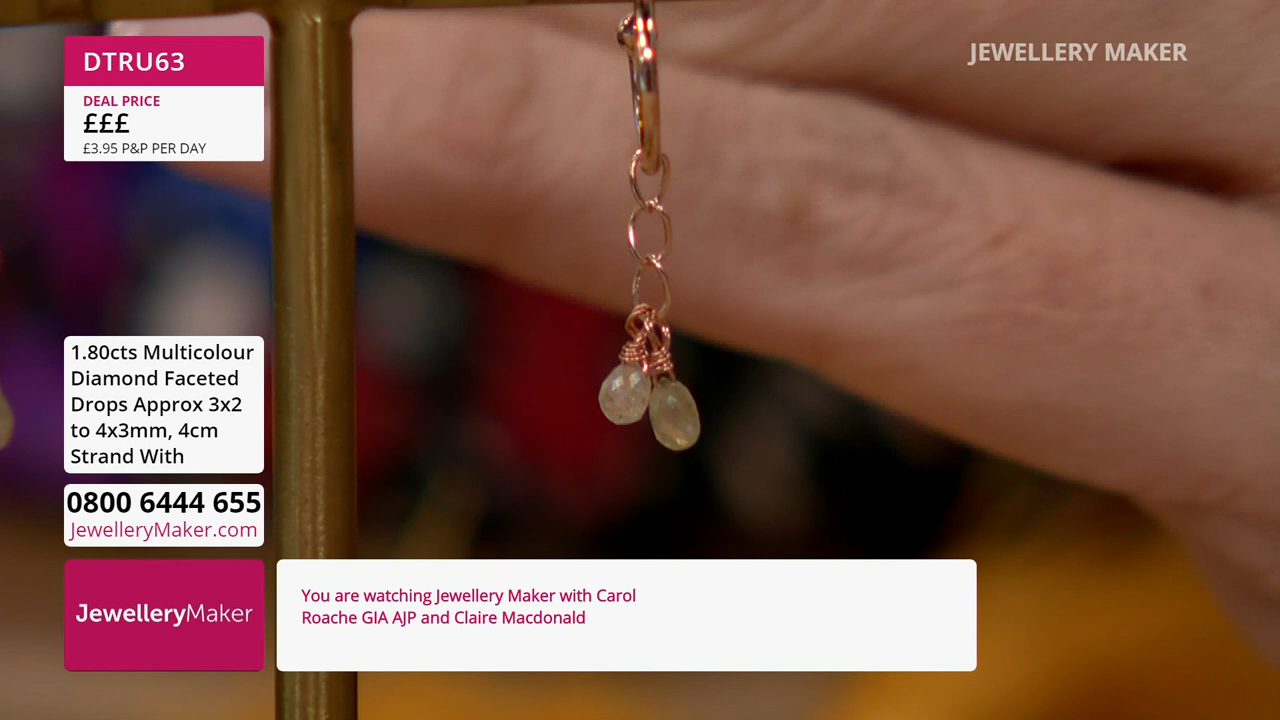 DTRU63
DEAL PRICE
£££
£3.95 P&P PER DAY
JEWELLERY MAKER
1.80cts Multicolour
Diamond Faceted
Drops Approx 3x2
to 4x3mm, 4cm
Strand With
0800 6444 655
JewelleryMaker.com
JewelleryMaker
You are watching Jewellery Maker with Carol
Roache GIA AJP and Claire Macdonald